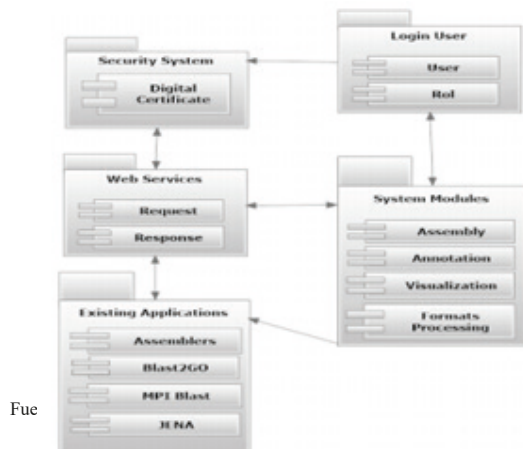 Security System
Digital
Certificate
Login User
User
Rol
Web Services
Request
Response
System Modules
Assembly
Annotation
Visualization
Formats
Processing
Existing Applications
Assemblers
Blast2GO
MPI Blast
JENA
Fue